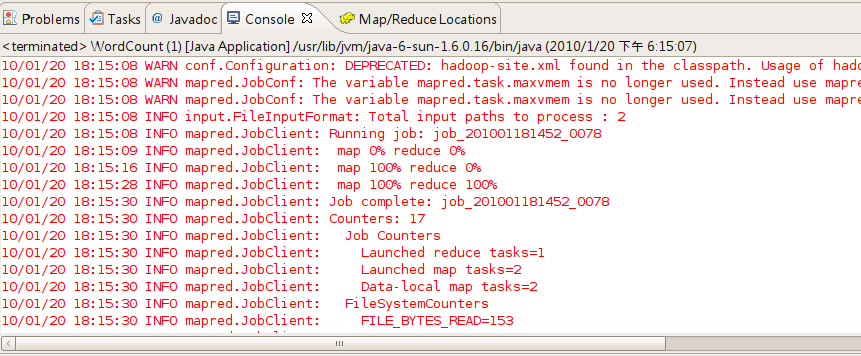 Problems Tasks @ Javadoc Console Map/Reduce Locations
<terminated> WordCount (1) [Java Application] /usr/lib/jvm/java-6-sun-1.6.0.16/bin/java (2010/1/20 下午 6:15:07)
10/01/20 18:15:08 WARN conf.Configuration: DEPRECATED: hadoop-site.xml found in the classpath. Usage of hado
10/01/20 18:15:08 WARN mapred.JobConf: The variable mapred.task.maxvmem is no longer used. Instead use mapre
10/01/20 18:15:08 WARN mapred.JobConf: The variable mapred.task.maxvmem is no longer used. Instead use mapre
10/01/20 18:15:08 INFO input.FileInputFormat: Total input paths to process : 2
10/01/20 18:15:08 INFO mapred.JobClient: Running job: job_201001181452_0078
10/01/20 18:15:09 INFO mapred.JobClient:  map 0% reduce 0%
10/01/20 18:15:16 INFO mapred.JobClient:  map 100% reduce 0%
10/01/20 18:15:28 INFO mapred.JobClient:  map 100% reduce 100%
10/01/20 18:15:30 INFO mapred.JobClient: Job complete: job_201001181452_0078
10/01/20 18:15:30 INFO mapred.JobClient: Counters: 17
10/01/20 18:15:30 INFO mapred.JobClient:   Job Counters
10/01/20 18:15:30 INFO mapred.JobClient:     Launched reduce tasks=1
10/01/20 18:15:30 INFO mapred.JobClient:     Launched map tasks=2
10/01/20 18:15:30 INFO mapred.JobClient:     Data-local map tasks=2
10/01/20 18:15:30 INFO mapred.JobClient:   FileSystemCounters
10/01/20 18:15:30 INFO mapred.JobClient:     FILE_BYTES_READ=153